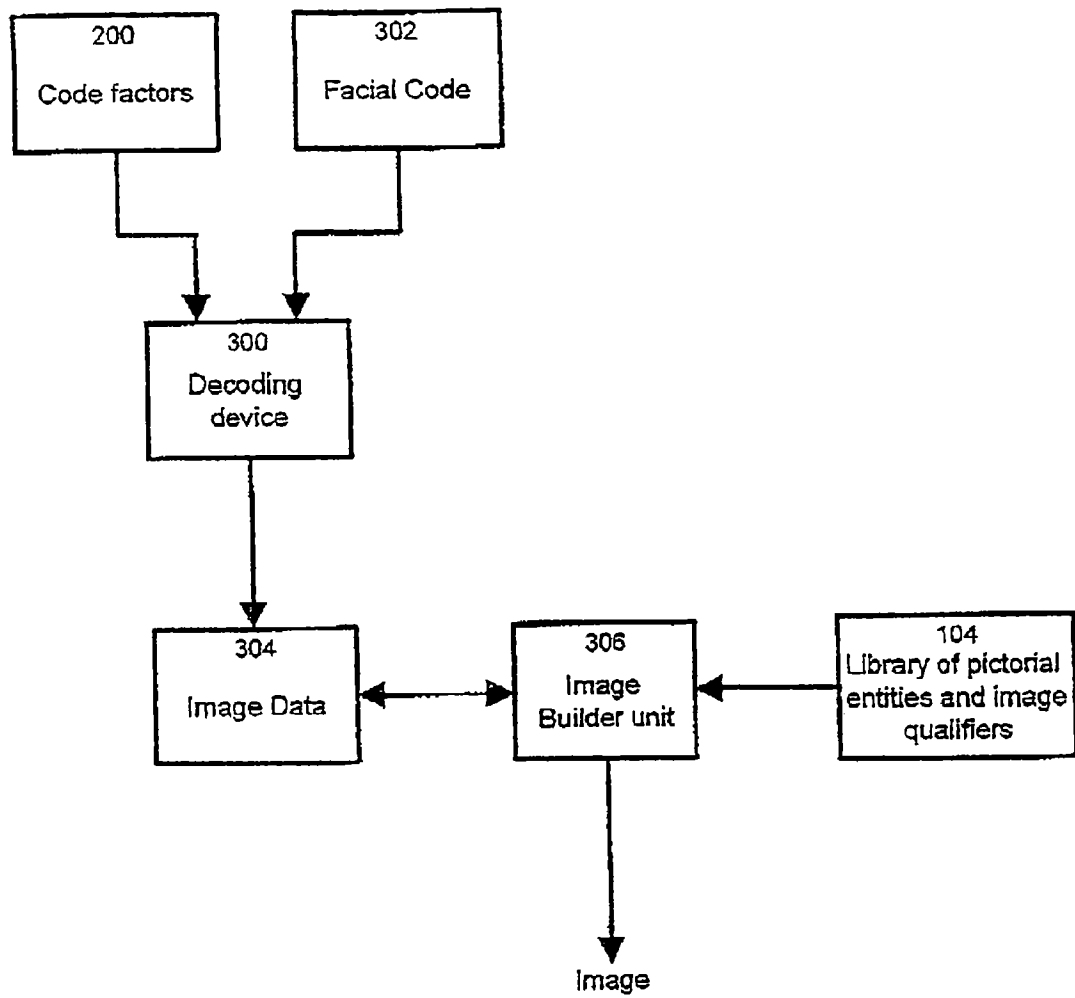 200
Code factors
302
Facial Code
300
Decoding
device
304
Image Data
306
Image
Builder unit
104
Library of pictorial
entities and image
qualifiers
Image